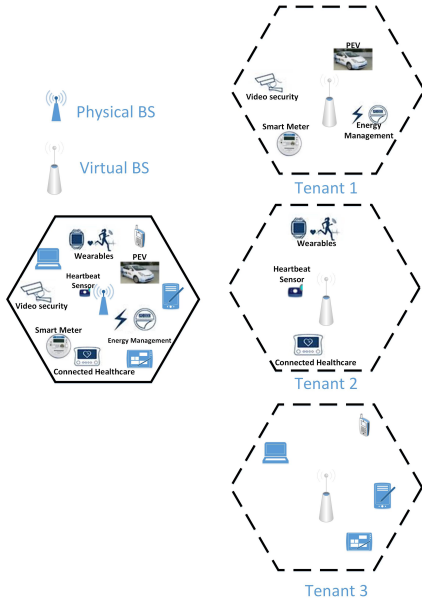 Physical BS
Virtual BS
Wearables
PEV
Heartbeat
Sensor
Video security
Smart Meter
Energy Management
Connected Healthcare
PEV
Video security
Smart Meter
Energy
Management
Tenant 1
Wearables
Heartbeat
Sensor
Connected Healthcare
Tenant 2
Tenant 3